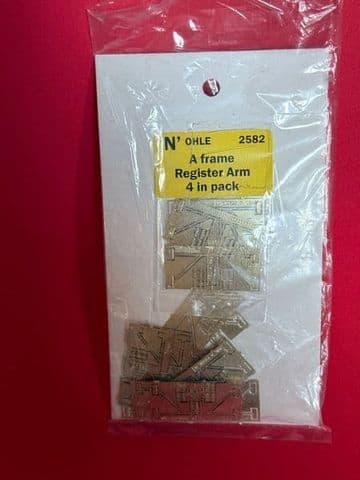 N' OHLE 2582
A frame
Register Arm
4 in pack